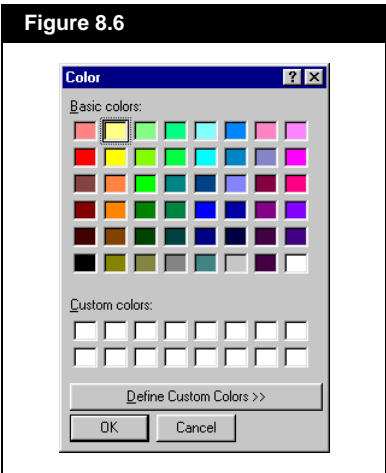 Figure 8.6
Color
Basic colors:
Custom colors:
Define Custom Colors >>
OK Cancel